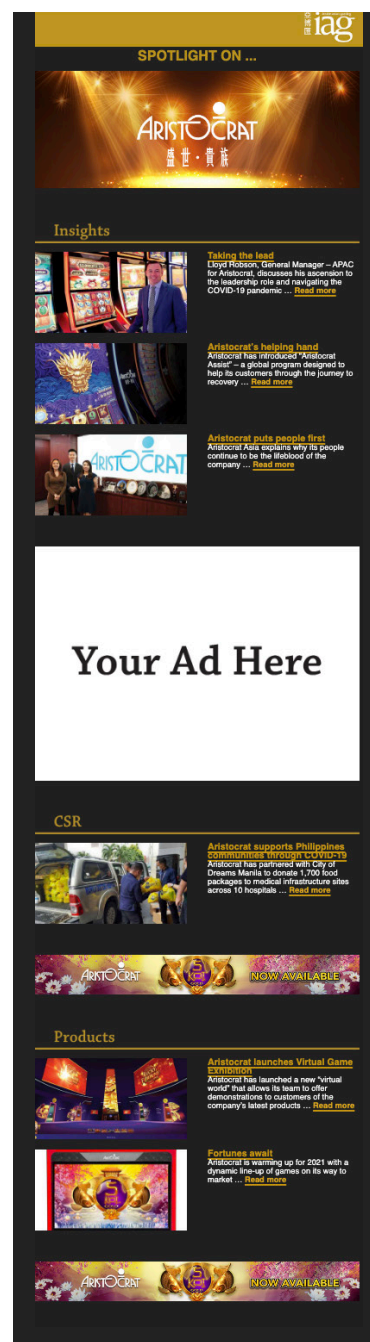 亞博匯
iag
SPOTLIGHT ON ...
ARISTOCRAT
盛世·貴族
Insights
Taking the lead
Lloyd Robson, General Manager – APAC
for Aristocrat, discusses his ascension to
the leadership role and navigating the
COVID-19 pandemic ... Read more
Aristocrat's helping hand
Aristocrat has introduced "Aristocrat
Assist" – a global program designed to
help its customers through the journey to
recovery ... Read more
ARISTOCRAT
Aristocrat puts people first
Aristocrat Asia explains why its people
continue to be the lifeblood of the
company ... Read more
Your Ad Here
CSR
Aristocrat supports Philippines
communities through COVID-19
Aristocrat has partnered with City of
Dreams Manila to donate 1,700 food
packages to medical infrastructure sites
across 10 hospitals ... Read more
ARISTOCRAT
5
NOW AVAILABLE
Products
Aristocrat launches Virtual Game
Exhibition
Aristocrat has launched a new "virtual
world" that allows its team to offer
demonstrations to customers of the
company's latest products ... Read more
Fortunes await
Aristocrat is warming up for 2021 with a
dynamic line-up of games on its way to
market ... Read more
ARISTOCRAT
5
NOW AVAILABLE